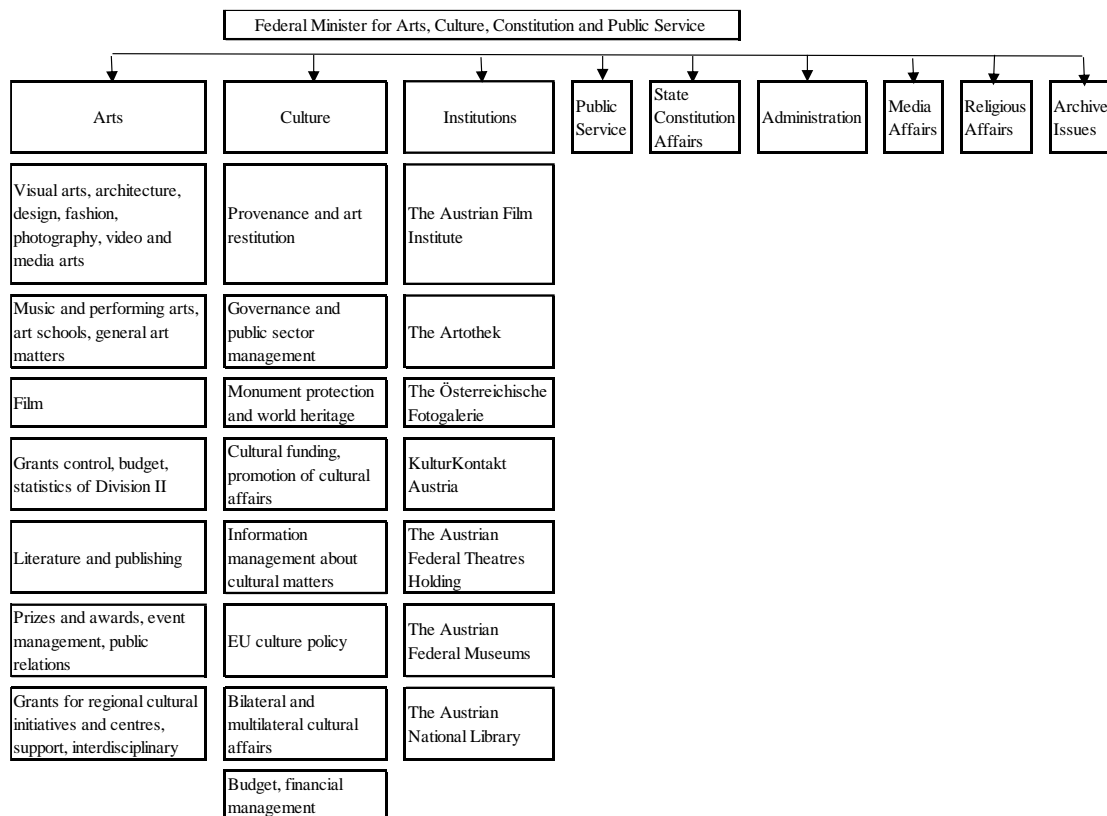 Federal Minister for Arts, Culture, Constitution and Public Service
Arts
Culture
Institutions
Public
Service
State
Constitution
Affairs
Administration
Media
Affairs
Religious
Affairs
Archive
Issues
Visual arts, architecture,
design, fashion,
photography, video and
media arts
Provenance and art
restitution
The Austrian Film
Institute
Music and performing arts,
art schools, general art
matters
Governance and
public sector
management
The Artothek
Film
Monument protection
and world heritage
The Österreichische
Fotogalerie
Grants control, budget,
statistics of Division II
Cultural funding,
promotion of cultural
affairs
KulturKontakt
Austria
Literature and publishing
Information
management about
cultural matters
The Austrian
Federal Theatres
Holding
Prizes and awards, event
management, public
relations
EU culture policy
The Austrian
Federal Museums
Grants for regional cultural
initiatives and centres,
support, interdisciplinary
Bilateral and
multilateral cultural
affairs
The Austrian
National Library
Budget, financial
management